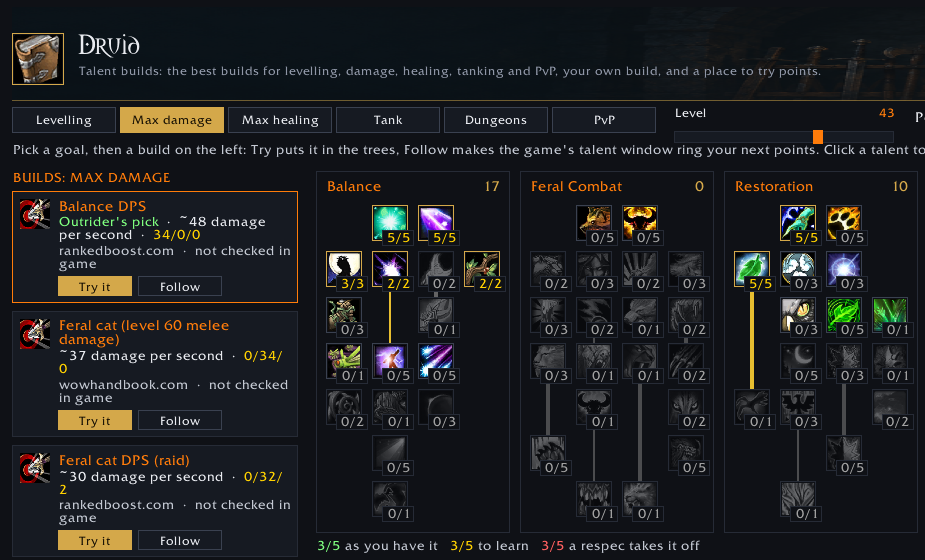 Druid
Talent builds: the best builds for levelling, damage, healing, tanking and PvP, your own build, and a place to try points.
Levelling
Max damage
Max healing
Tank
Dungeons
PvP
Level
43
Pick a goal, then a build on the left: Try puts it in the trees, Follow makes the game's talent window ring your next points. Click a talent to
BUILDS: MAX DAMAGE
Balance DPS
Outrider's pick · ~48 damage
per second · 34/0/0
rankedboost.com · not checked in
game
Try it
Follow
Feral cat (level 60 melee
damage)
~37 damage per second · 0/34/
0
wowhandbook.com · not checked
in game
Try it
Follow
Feral cat DPS (raid)
~30 damage per second · 0/32/
2
rankedboost.com · not checked in
game
Try it
Follow
Balance
17
5/5
5/5
3/3
2/2
0/2
2/2
0/3
0/1
0/1
0/5
0/5
0/2
0/1
0/3
0/5
0/1
Feral Combat
0
0/5
0/5
0/2
0/3
0/2
0/3
0/3
0/2
0/1
0/2
0/3
0/1
0/1
0/2
0/1
0/2
0/5
0/5
0/1
0/1
Restoration
10
5/5
0/5
5/5
0/3
0/3
0/3
0/5
0/1
0/5
0/3
0/1
0/1
0/3
0/2
0/5
0/1
3/5 as you have it
3/5 to learn
3/5 a respec takes it off